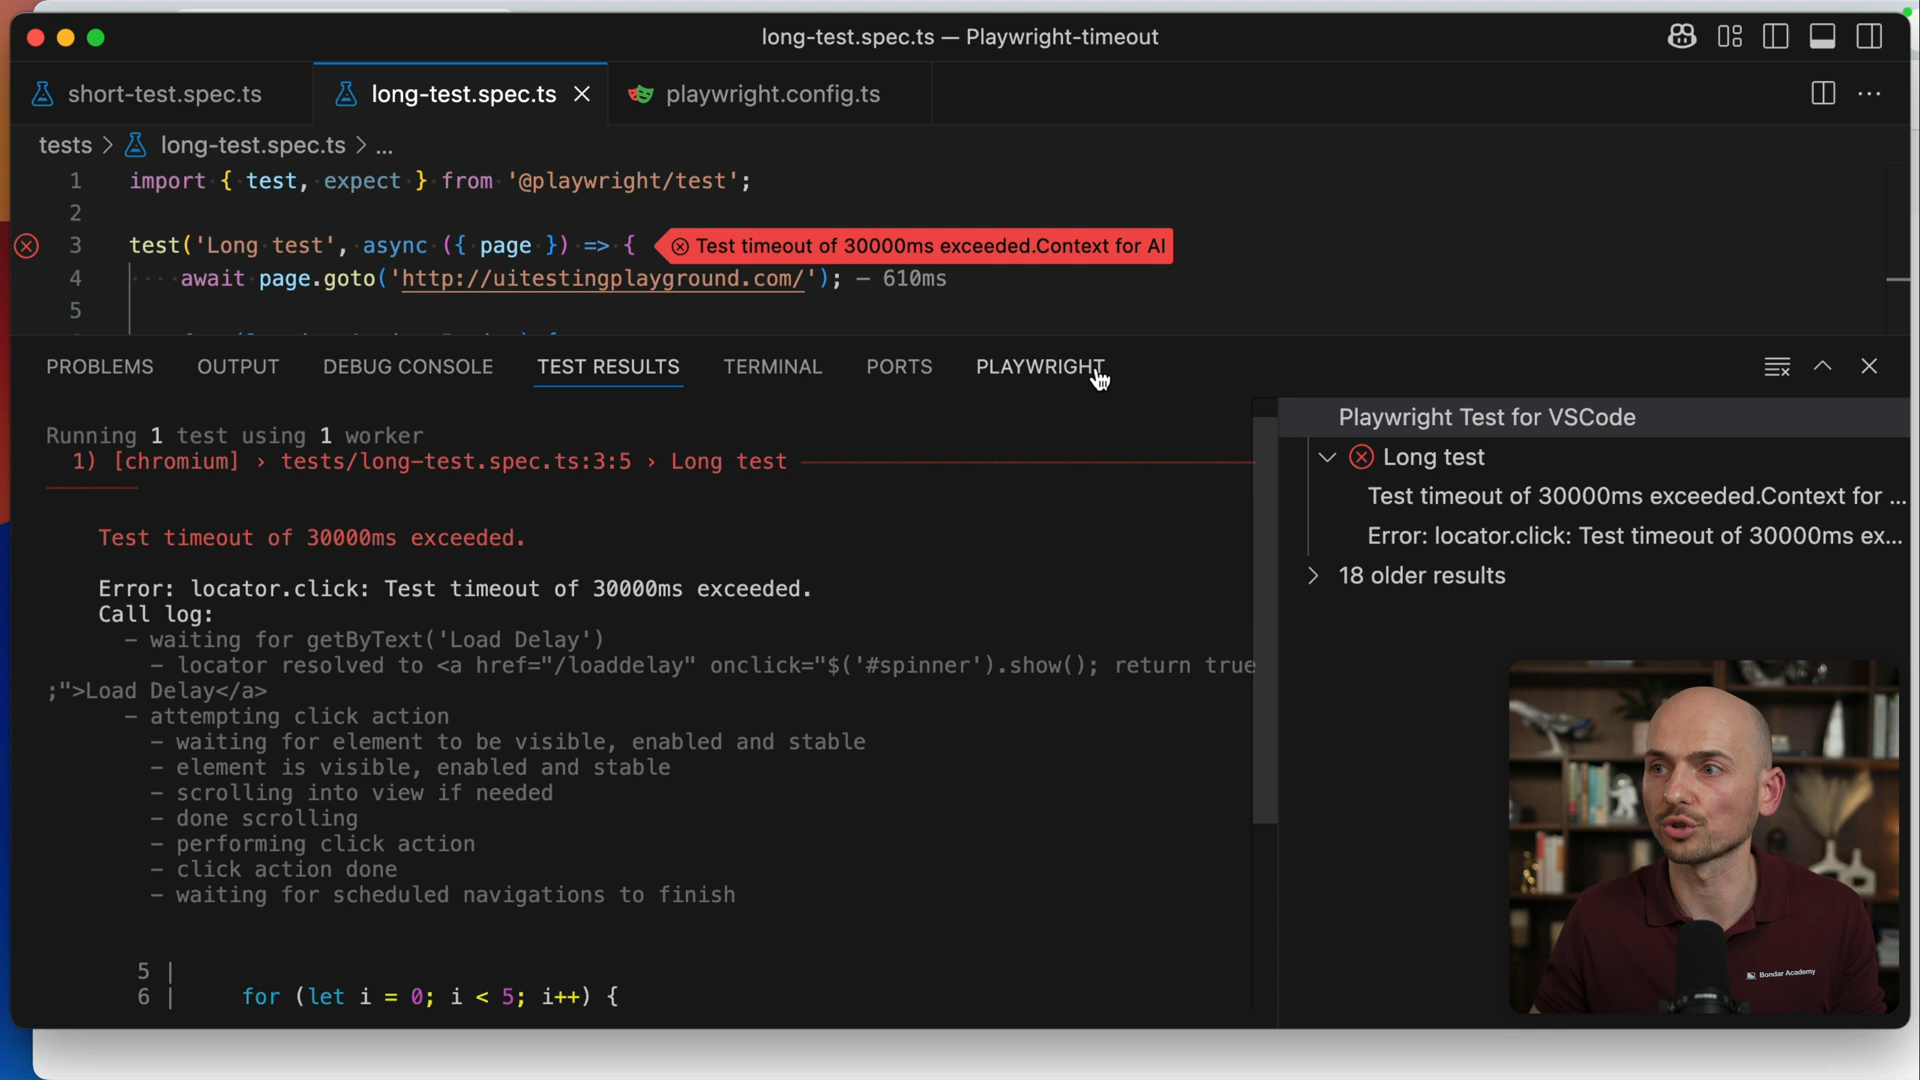 long-test.spec.ts — Playwright-timeout
short-test.spec.ts
long-test.spec.ts
playwright.config.ts
tests > long-test.spec.ts > ...
1 import { test, expect } from '@playwright/test';
2
3 test('Long test', async ({ page }) => { Test timeout of 30000ms exceeded.Context for AI
4 await page.goto('http://uitestingplayground.com/'); — 610ms
5
PROBLEMS OUTPUT DEBUG CONSOLE TEST RESULTS TERMINAL PORTS PLAYWRIGHT
Running 1 test using 1 worker
1) [chromium] › tests/long-test.spec.ts:3:5 › Long test
Test timeout of 30000ms exceeded.
Error: locator.click: Test timeout of 30000ms exceeded.
Call log:
- waiting for getByText('Load Delay')
- locator resolved to <a href="/loaddelay" onclick="$('#spinner').show(); return true
;">Load Delay</a>
- attempting click action
- waiting for element to be visible, enabled and stable
- element is visible, enabled and stable
- scrolling into view if needed
- done scrolling
- performing click action
- click action done
- waiting for scheduled navigations to finish
5 |
6 | for (let i = 0; i < 5; i++) {
Playwright Test for VSCode
Long test
Test timeout of 30000ms exceeded.Context for ...
Error: locator.click: Test timeout of 30000ms ex...
18 older results
Bondar Academy